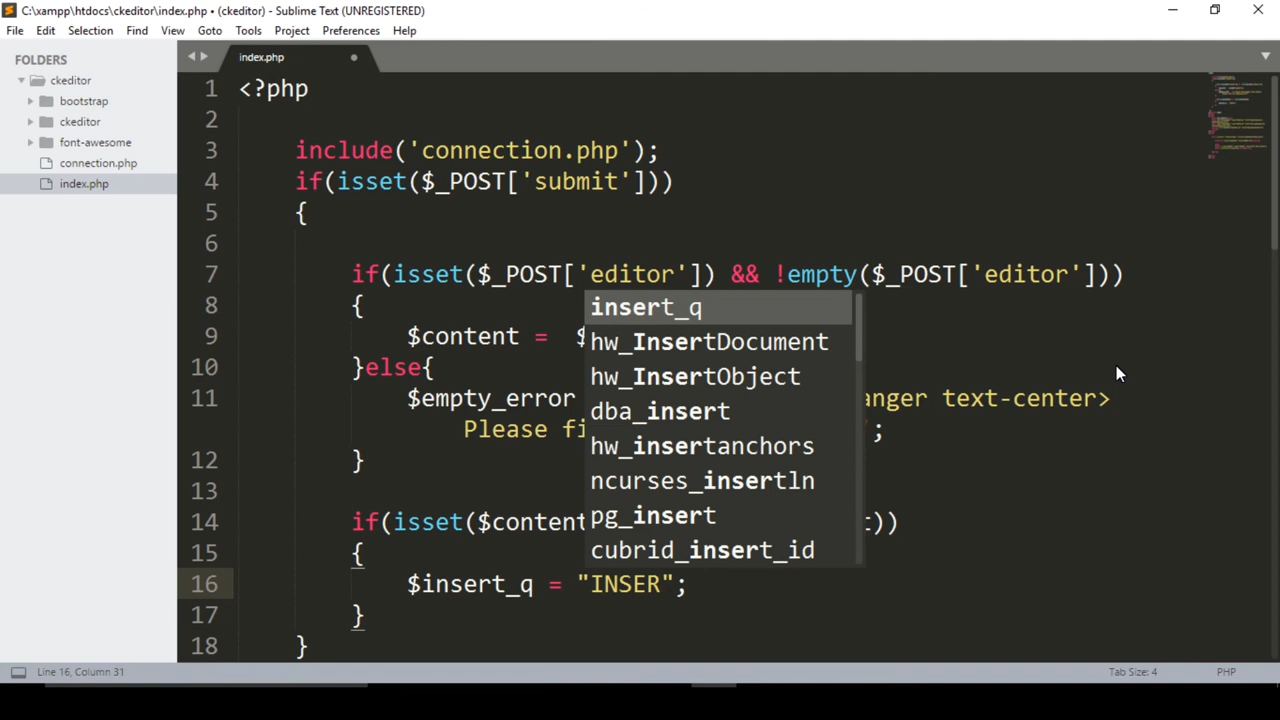 C:\xampp\htdocs\ckeditor\index.php • (ckeditor) - Sublime Text (UNREGISTERED)
File Edit Selection Find View Goto Tools Project Preferences Help
FOLDERS
ckeditor
bootstrap
ckeditor
font-awesome
connection.php
index.php
index.php
1 <?php
2
3 include('connection.php');
4 if(isset($_POST['submit']))
5 {
6
7 if(isset($_POST['editor']) && !empty($_POST['editor']))
8 {
9 $content = $
10 }else{
11 $empty_error anger text-center>
Please fi ;
12 }
13
14 if(isset($content t))
15 {
16 $insert_q = "INSER";
17 }
18 }
insert_q
hw_InsertDocument
hw_InsertObject
dba_insert
hw_insertanchors
ncurses_insertln
pg_insert
cubrid_insert_id
Line 16, Column 31
Tab Size: 4
PHP